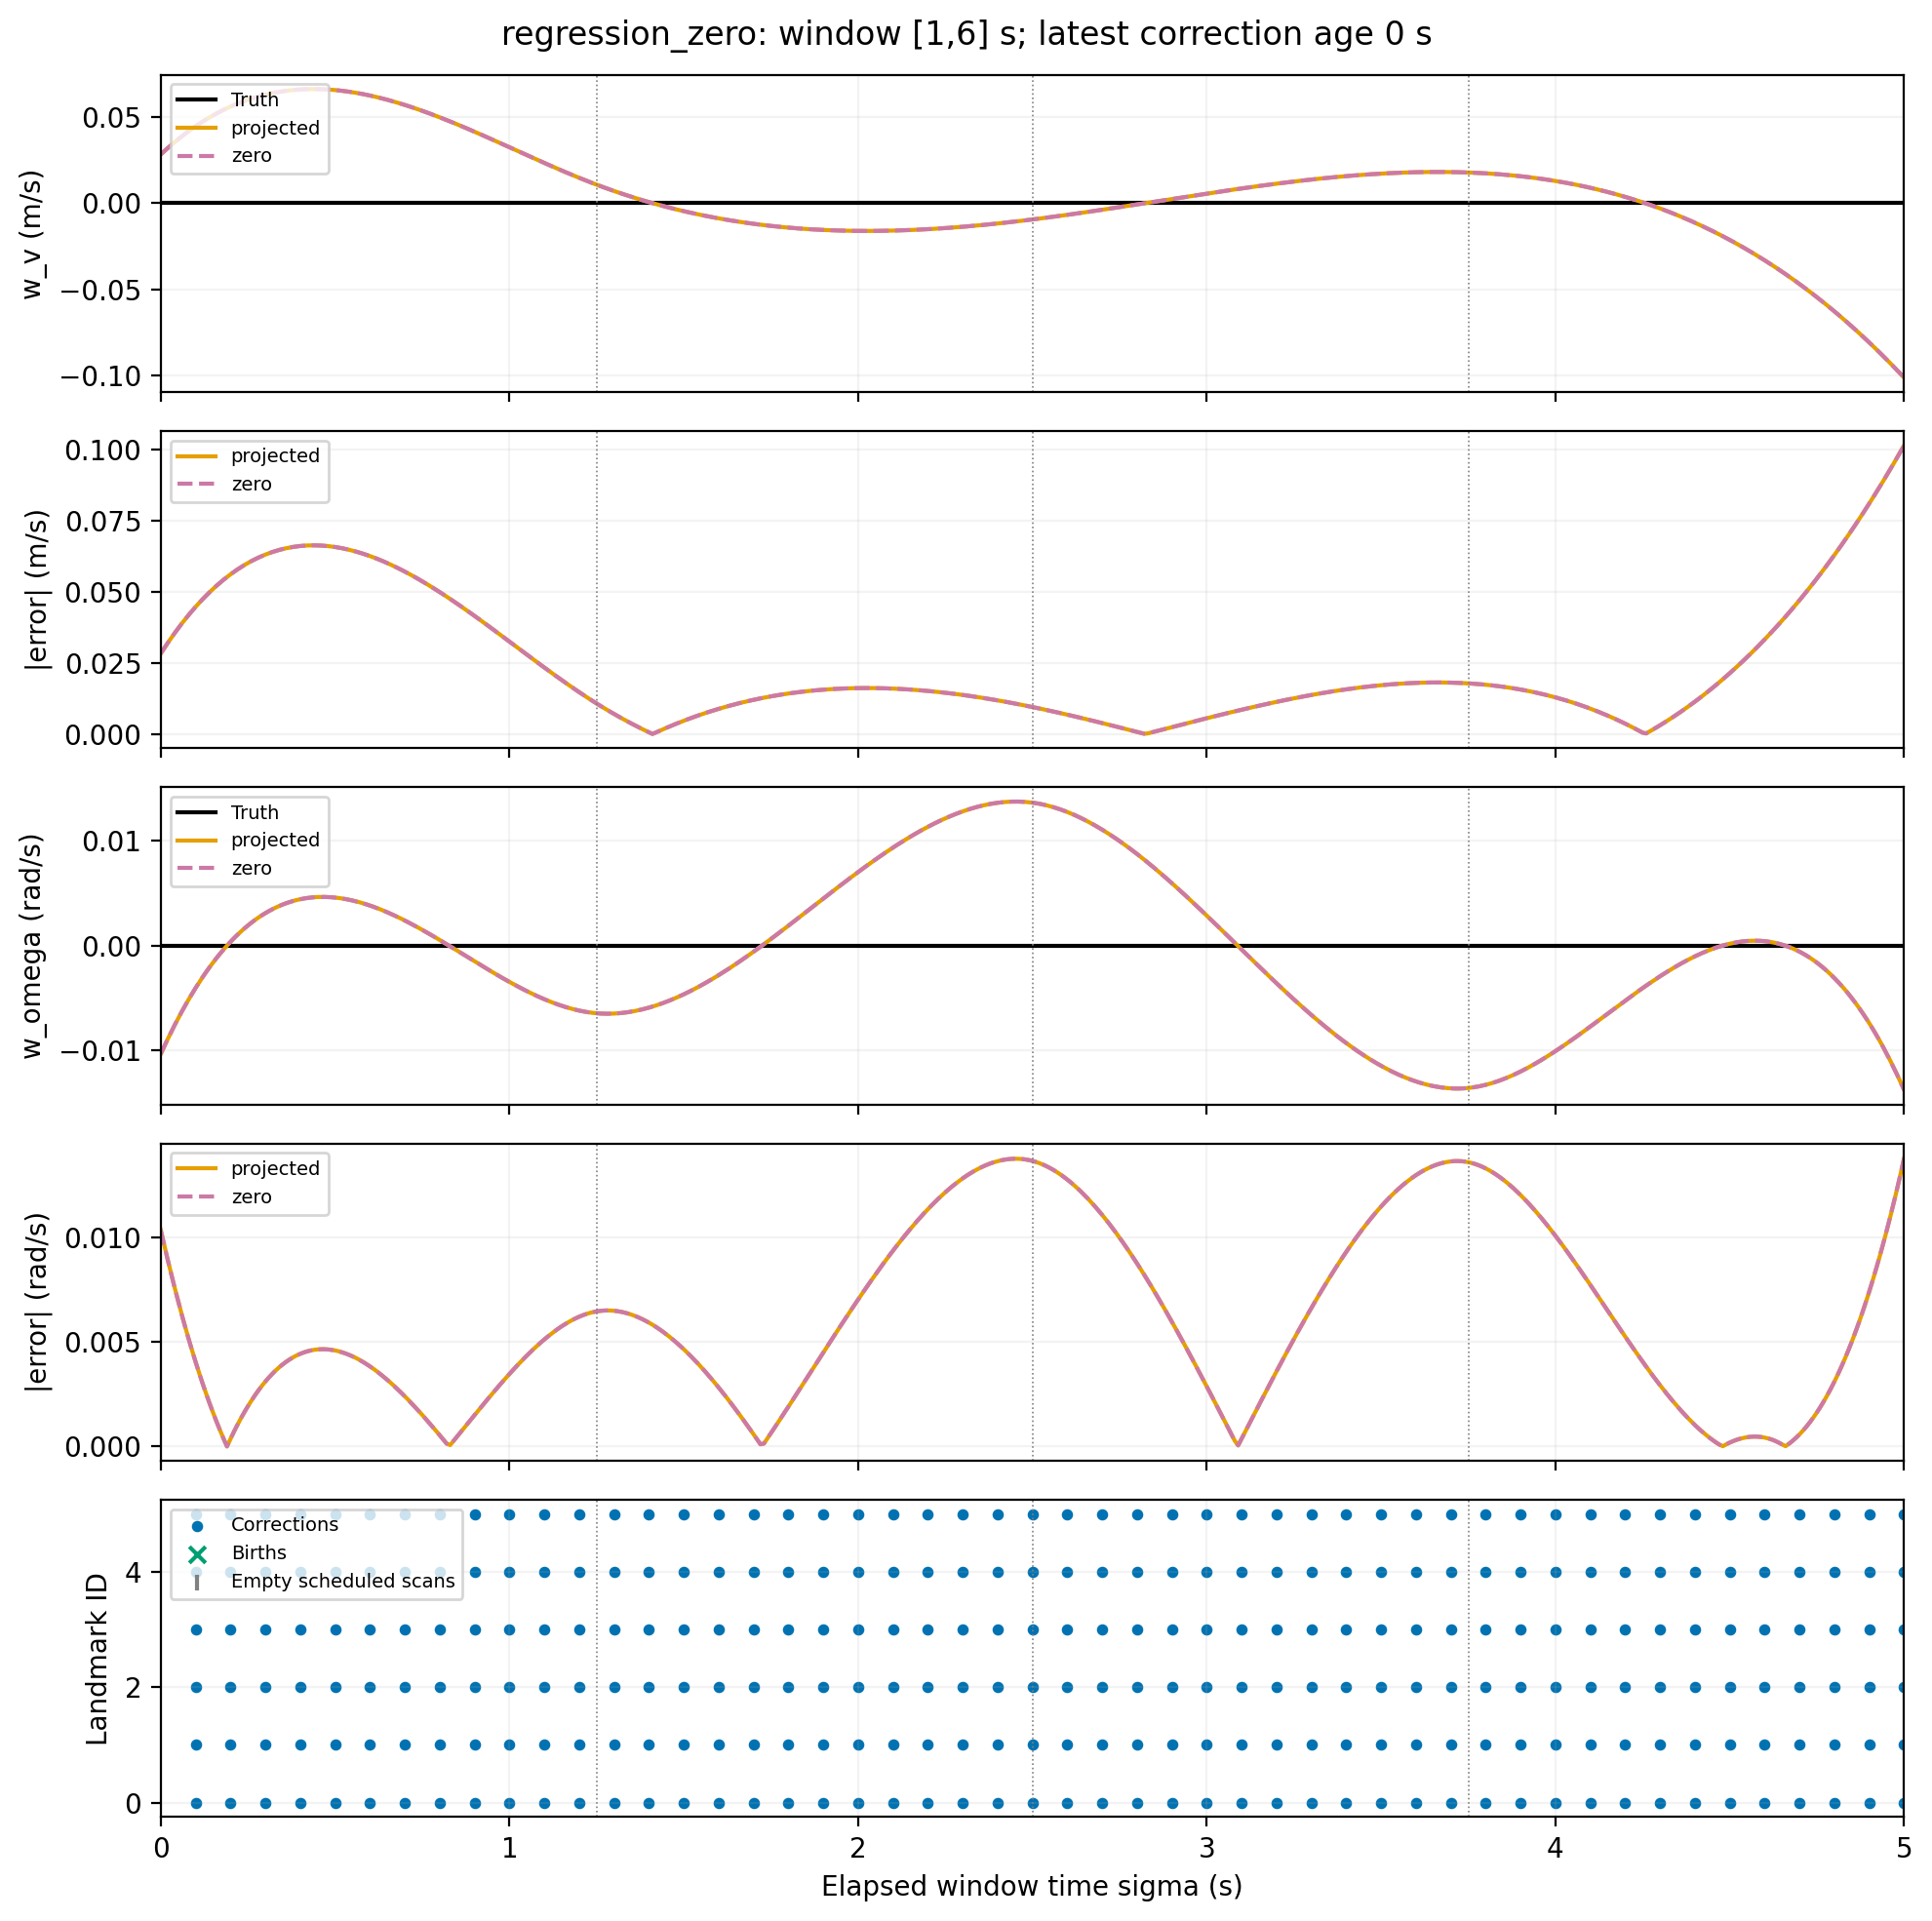 regression_zero: window [1,6] s; latest correction age 0 s
w_v (m/s)
0.05
0.00
−0.05
−0.10
Truth
projected
zero
|error| (m/s)
0.100
0.075
0.050
0.025
0.000
projected
zero
w_omega (rad/s)
0.01
0.00
−0.01
Truth
projected
zero
|error| (rad/s)
0.010
0.005
0.000
projected
zero
Landmark ID
4
2
0
Corrections
Births
Empty scheduled scans
0 1 2 3 4 5
Elapsed window time sigma (s)